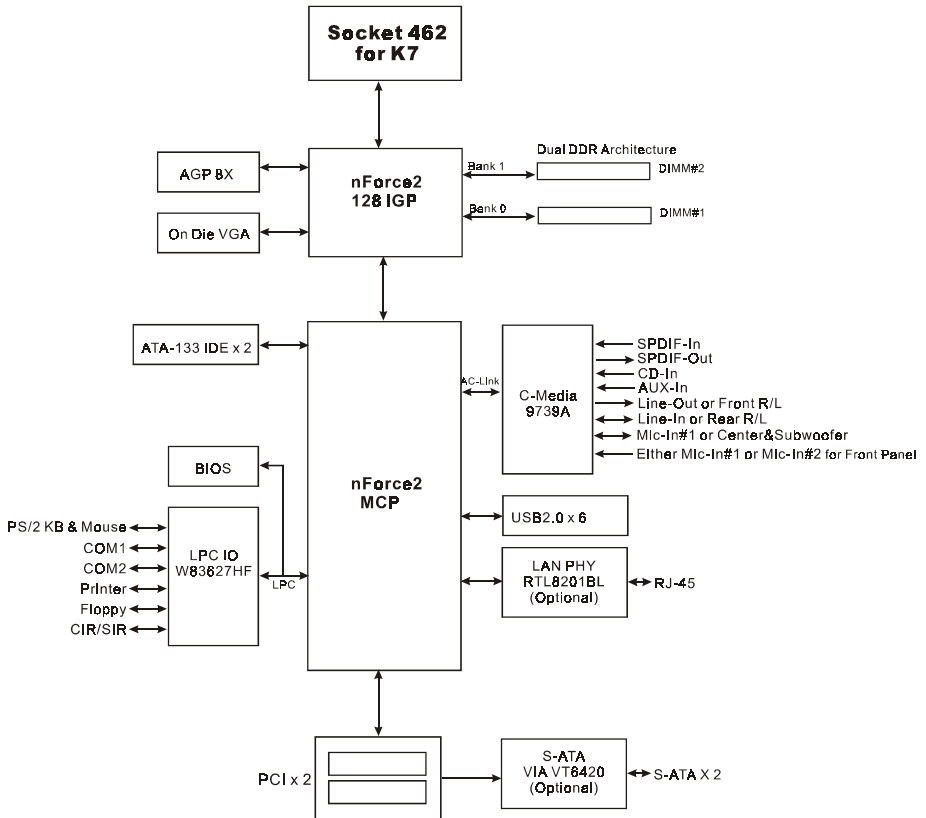 Socket 462
for K7
Dual DDR Architecture
AGP 8X
nForce2
128 IGP
Bank 1
DIMM#2
On Die VGA
Bank 0
DIMM#1
ATA-133 IDE x 2
AC-Link
C-Media
9739A
SPDIF-In
SPDIF-Out
CD-In
AUX-In
Line-Out or Front R/L
Line-In or Rear R/L
Mic-In#1 or Center&Subwoofer
Either Mic-In#1 or Mic-In#2 for Front Panel
BIOS
nForce2
MCP
USB2.0 x 6
PS/2 KB & Mouse
COM1
COM2
Printer
Floppy
CIR/SIR
LPC IO
W83627HF
LPC
LAN PHY
RTL8201BL
(Optional)
RJ-45
PCI x 2
S-ATA
VIA VT6420
(Optional)
S-ATA X 2